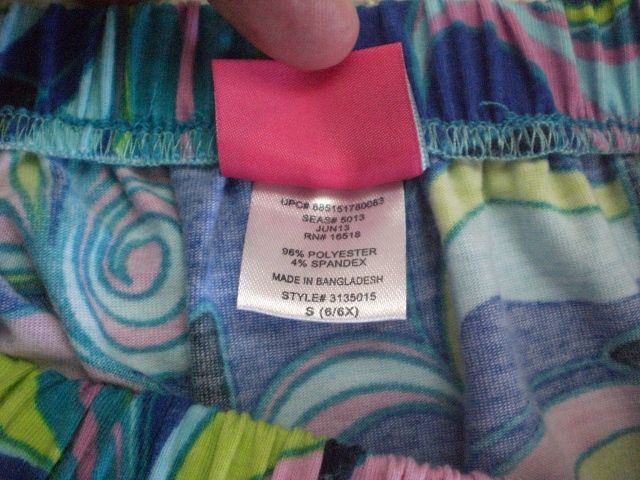 UPC# 885151780083
SEAS# 5013
JUN13
RN# 16518
96% POLYESTER
4% SPANDEX
MADE IN BANGLADESH
STYLE# 3135015
S (6/6X)